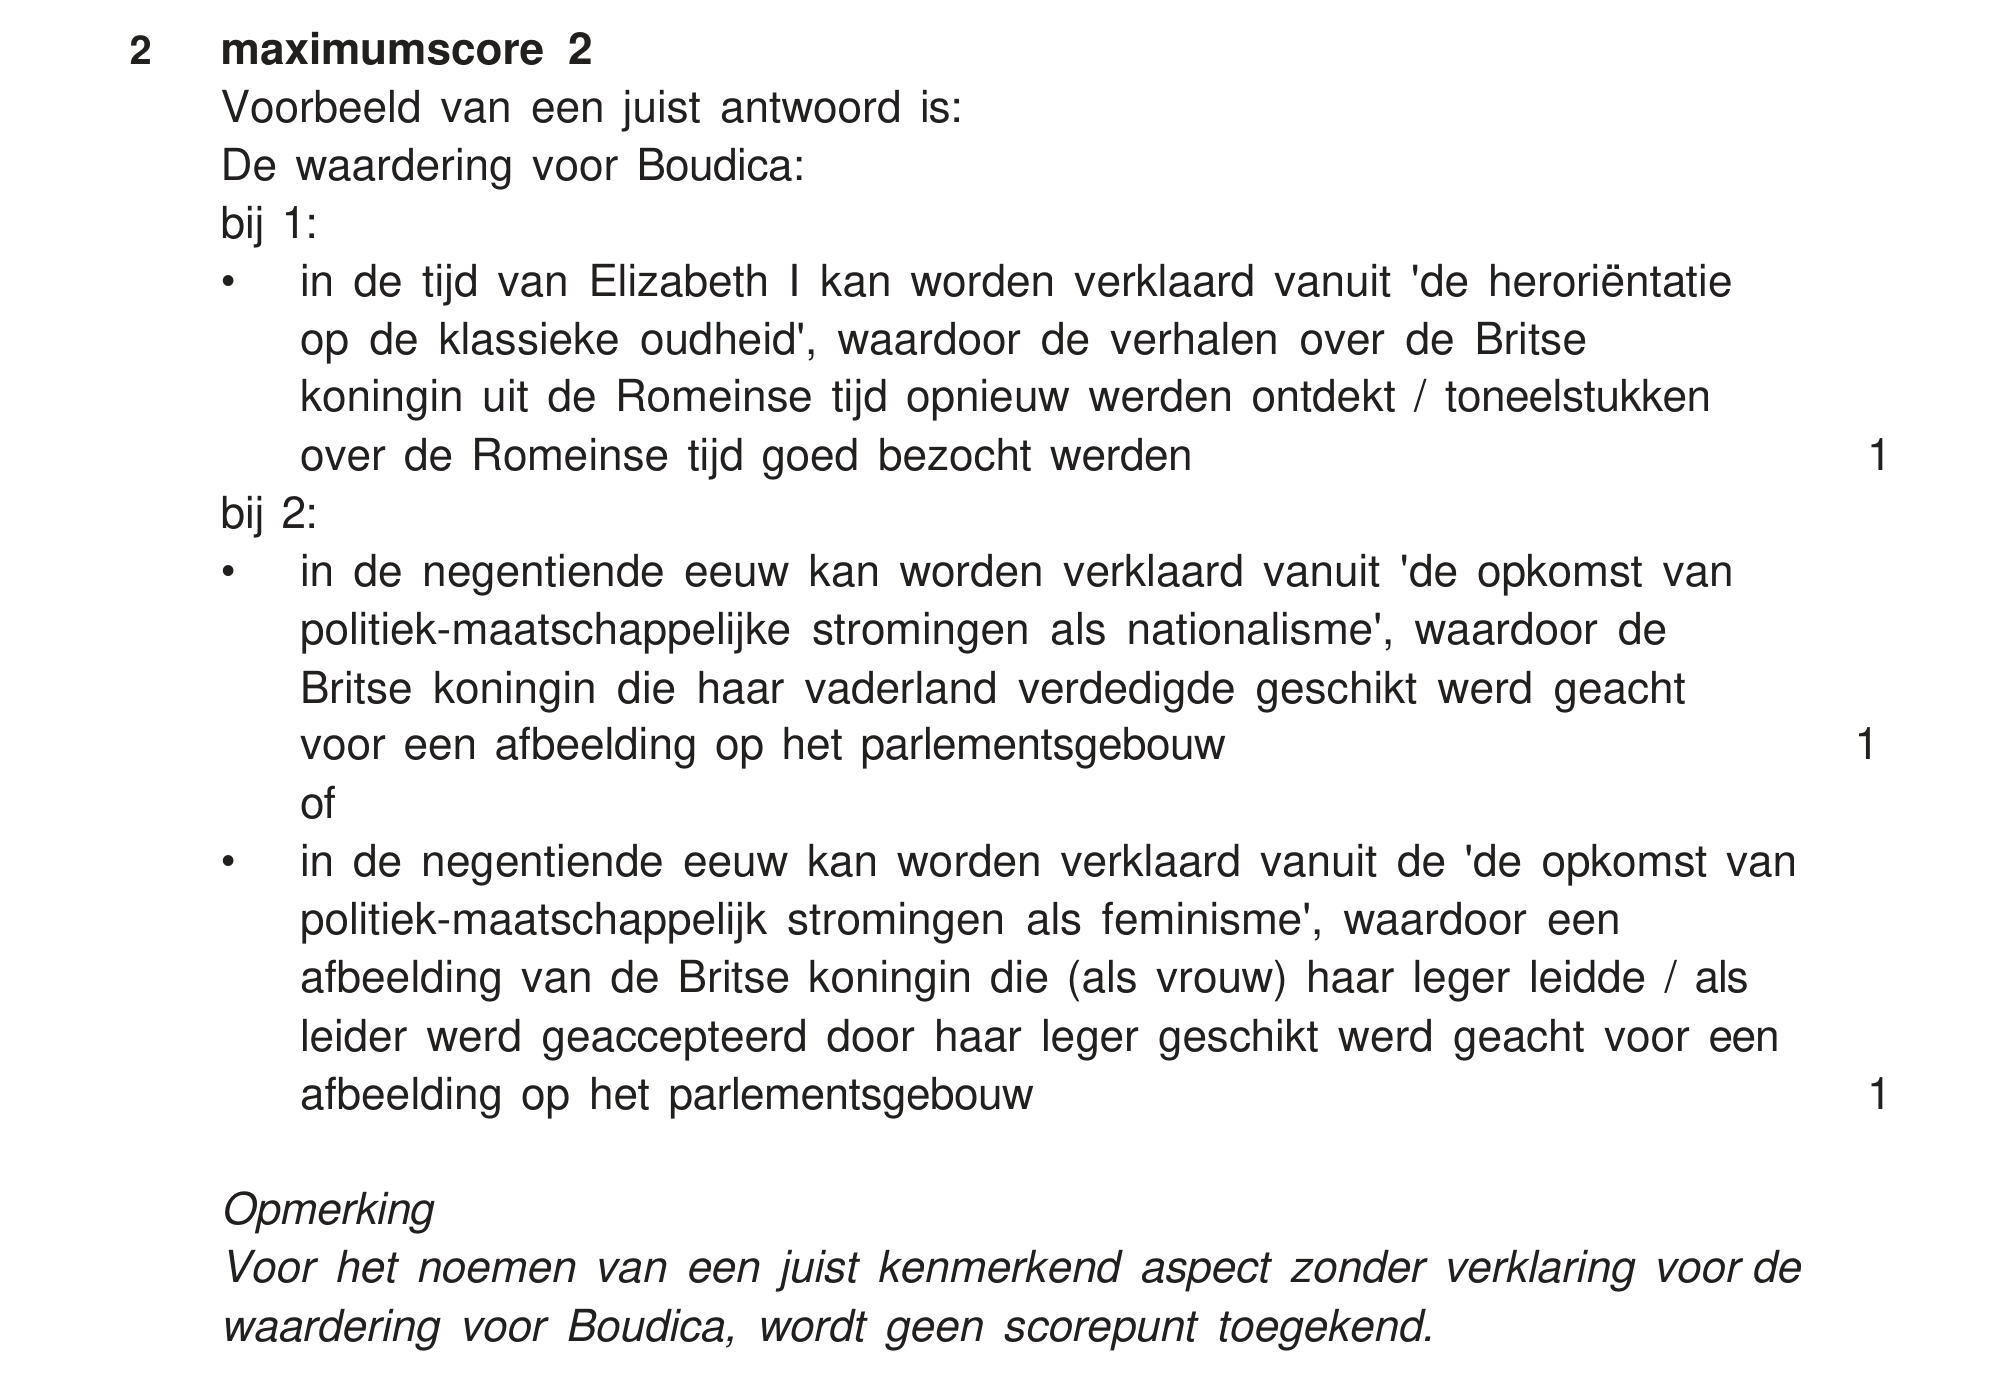 2 maximumscore 2
Voorbeeld van een juist antwoord is:
De waardering voor Boudica:
bij 1:
• in de tijd van Elizabeth I kan worden verklaard vanuit 'de heroriëntatie
op de klassieke oudheid', waardoor de verhalen over de Britse
koningin uit de Romeinse tijd opnieuw werden ontdekt / toneelstukken
over de Romeinse tijd goed bezocht werden 1
bij 2:
• in de negentiende eeuw kan worden verklaard vanuit 'de opkomst van
politiek-maatschappelijke stromingen als nationalisme', waardoor de
Britse koningin die haar vaderland verdedigde geschikt werd geacht
voor een afbeelding op het parlementsgebouw 1
of
• in de negentiende eeuw kan worden verklaard vanuit de 'de opkomst van
politiek-maatschappelijk stromingen als feminisme', waardoor een
afbeelding van de Britse koningin die (als vrouw) haar leger leidde / als
leider werd geaccepteerd door haar leger geschikt werd geacht voor een
afbeelding op het parlementsgebouw 1
Opmerking
Voor het noemen van een juist kenmerkend aspect zonder verklaring voor de
waardering voor Boudica, wordt geen scorepunt toegekend.